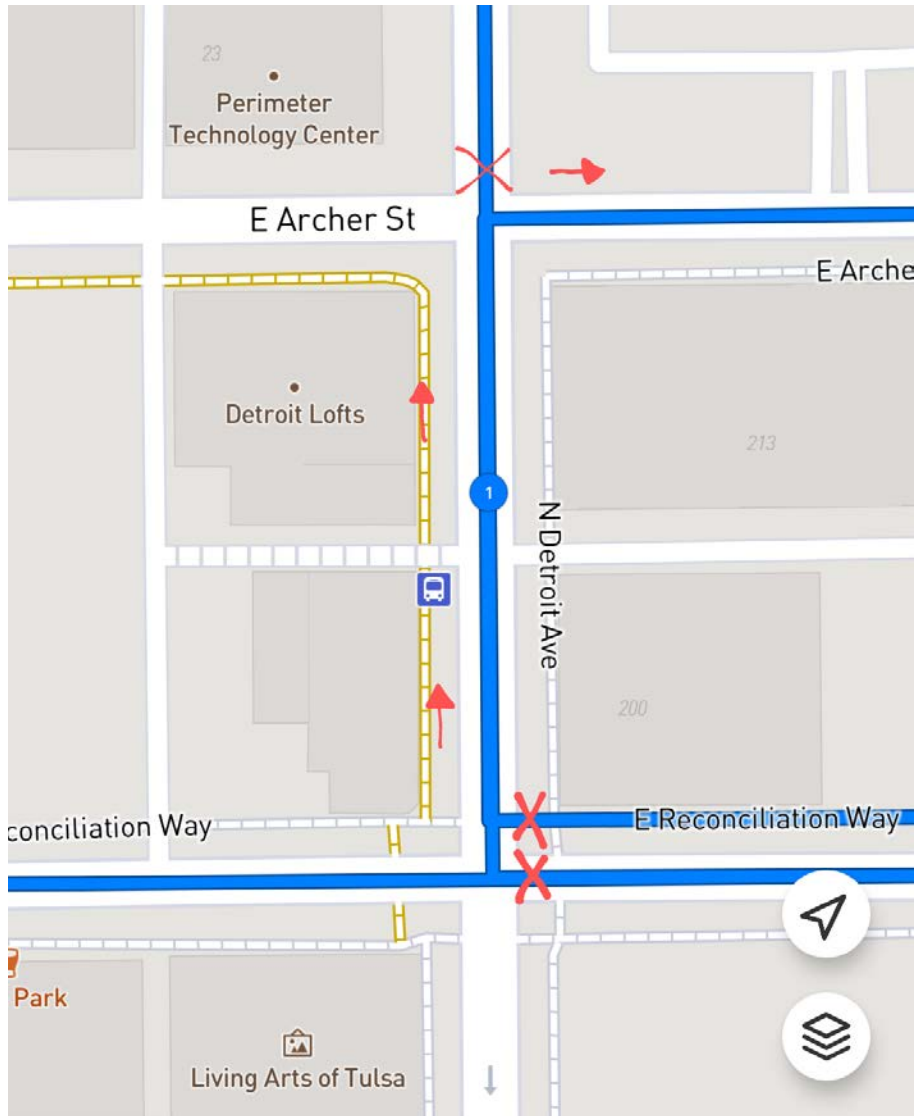 23
Perimeter
Technology Center
E Archer St
E Arche
Detroit Lofts
213
1
N Detroit Ave
200
conciliation Way
E Reconciliation Way
Park
Living Arts of Tulsa